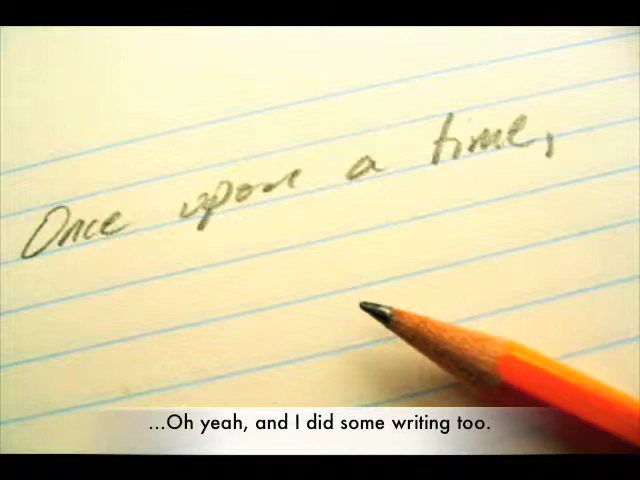 Once upon a time,
...Oh yeah, and I did some writing too.